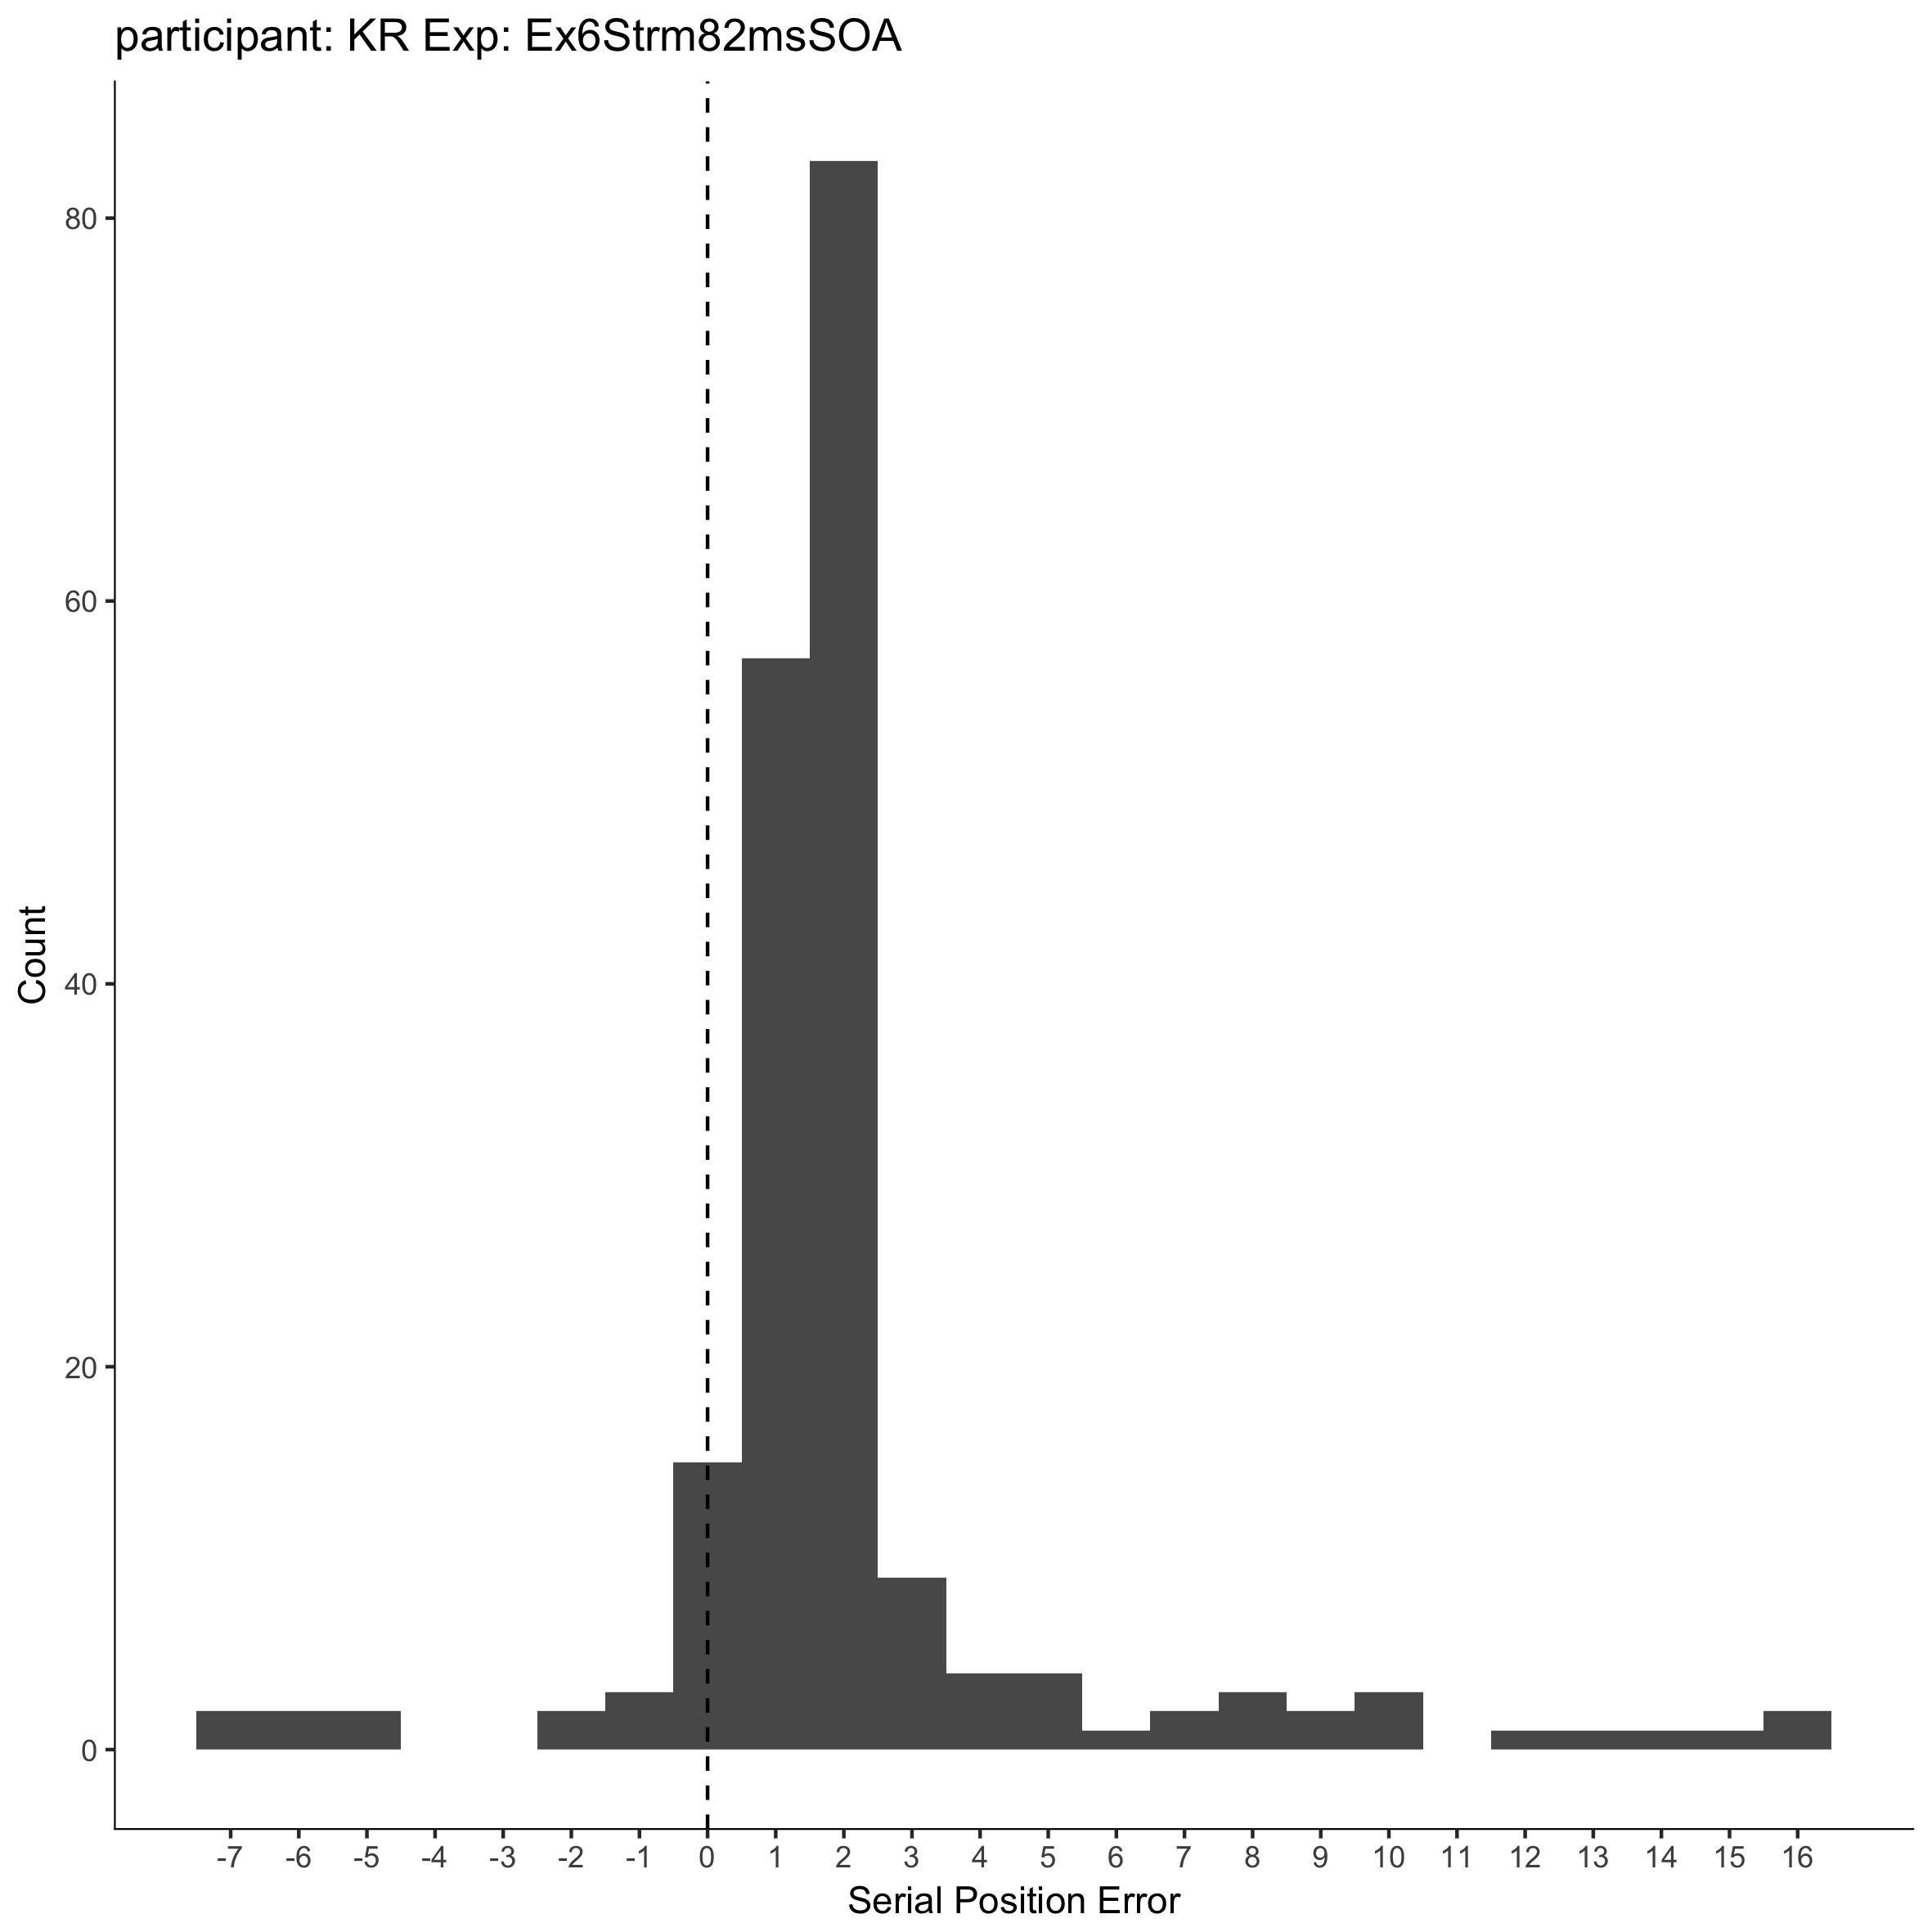 participant: KR Exp: Ex6Strm82msSOA
80
60
40
20
0
Count
-7 -6 -5 -4 -3 -2 -1 0 1 2 3 4 5 6 7 8 9 10 11 12 13 14 15 16
Serial Position Error